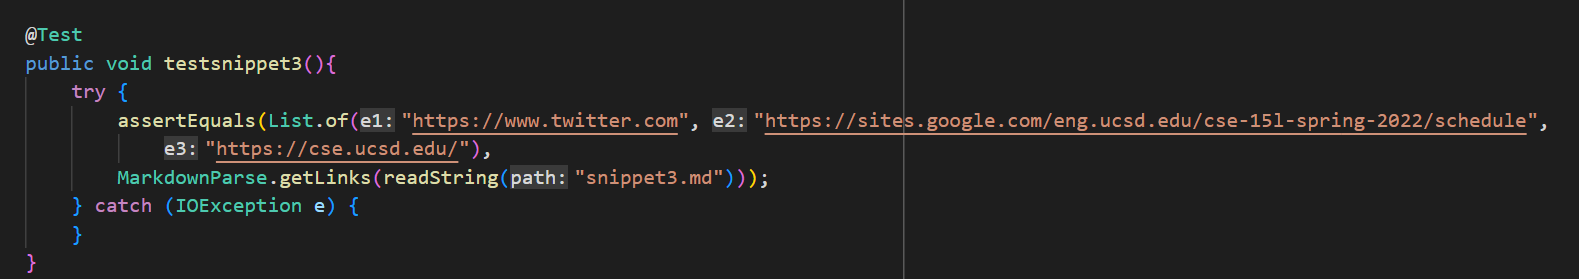 @Test
public void testsnippet3(){
try {
assertEquals(List.of(e1: "https://www.twitter.com", e2: "https://sites.google.com/eng.ucsd.edu/cse-15l-spring-2022/schedule",
e3: "https://cse.ucsd.edu/"),
MarkdownParse.getLinks(readString(path: "snippet3.md")));
} catch (IOException e) {
}
}